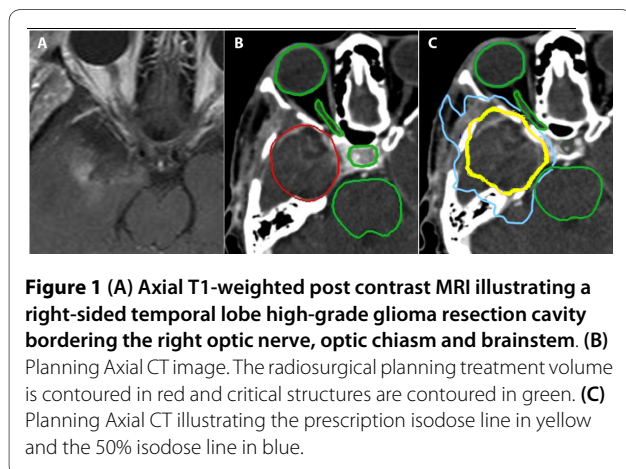 A
B
C
Figure 1 (A) Axial T1-weighted post contrast MRI illustrating a
right-sided temporal lobe high-grade glioma resection cavity
bordering the right optic nerve, optic chiasm and brainstem. (B)
Planning Axial CT image. The radiosurgical planning treatment volume
is contoured in red and critical structures are contoured in green. (C)
Planning Axial CT illustrating the prescription isodose line in yellow
and the 50% isodose line in blue.